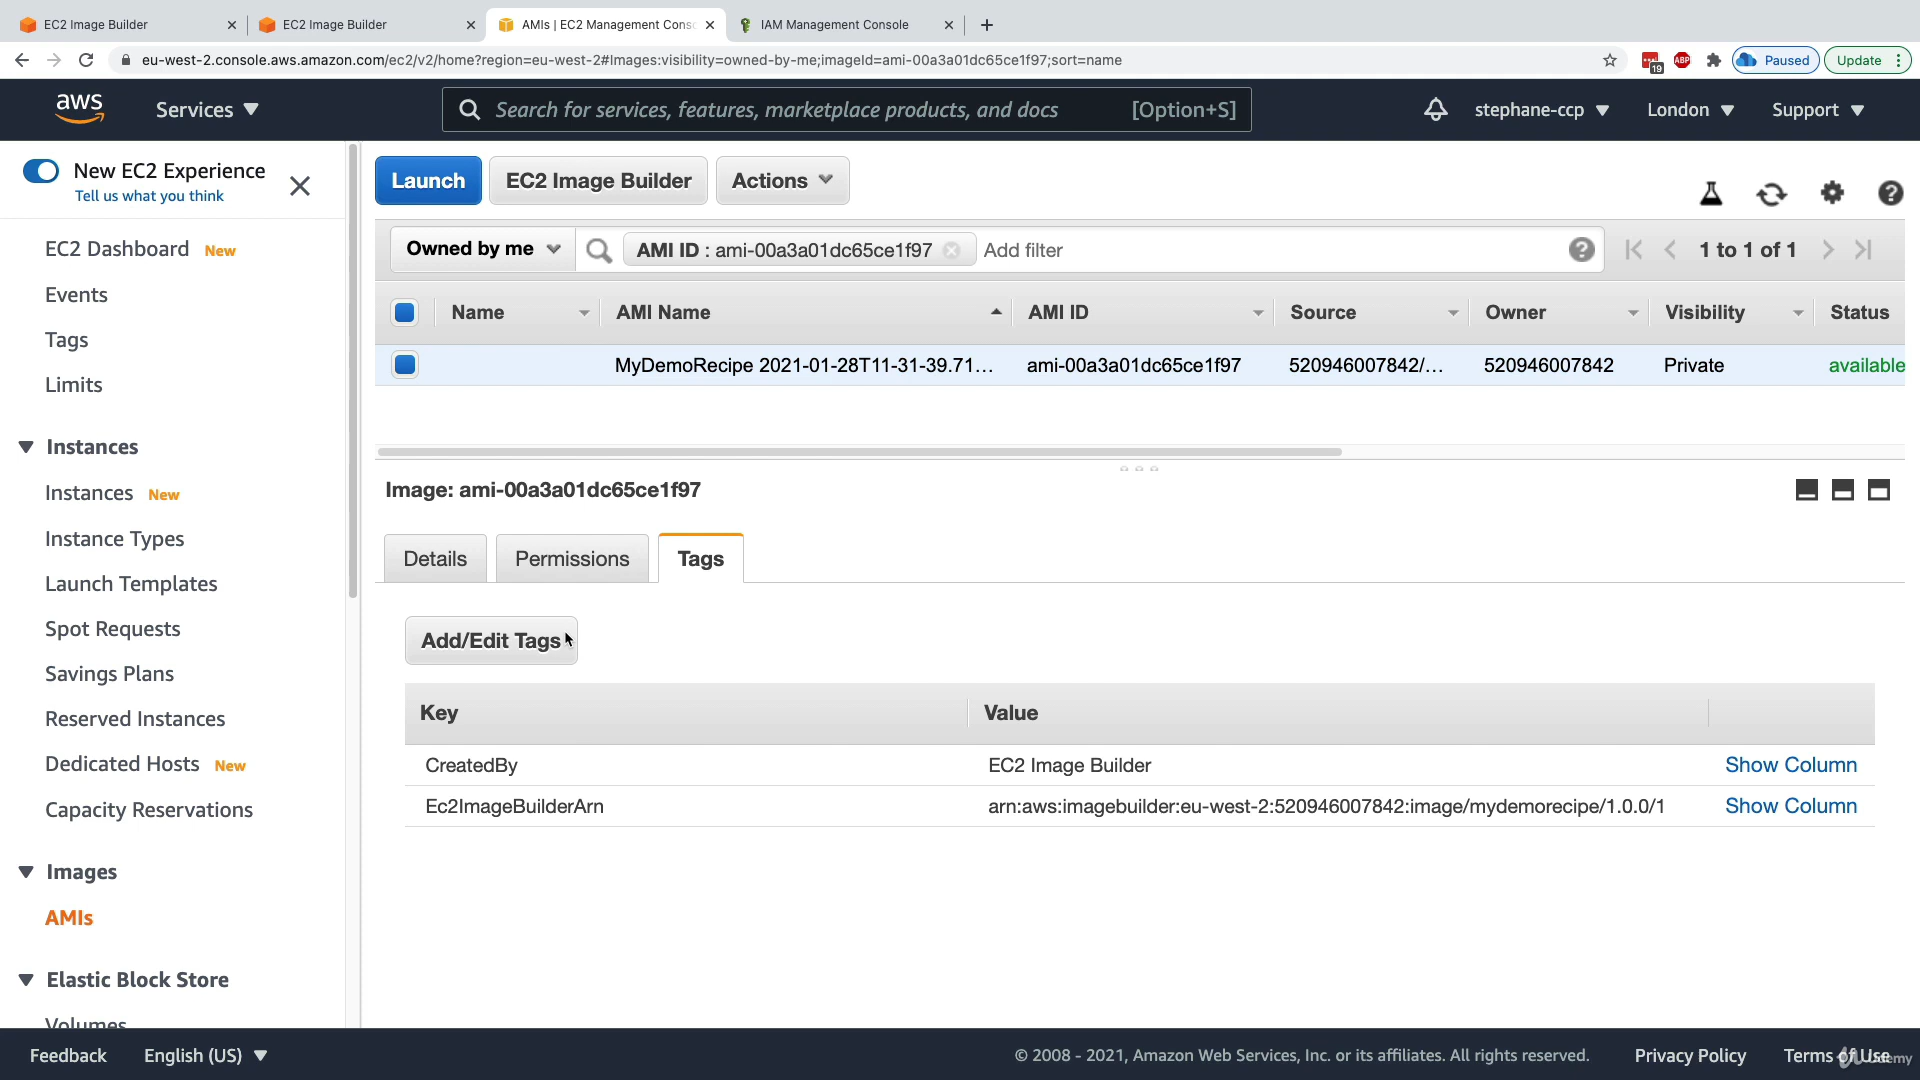 EC2 Image Builder
EC2 Image Builder
AMIs | EC2 Management Cons
IAM Management Console
eu-west-2.console.aws.amazon.com/ec2/v2/home?region=eu-west-2#Images:visibility=owned-by-me;imageId=ami-00a3a01dc65ce1f97;sort=name
19
ABP
Paused
Update
aws
Services
Search for services, features, marketplace products, and docs
[Option+S]
stephane-ccp
London
Support
New EC2 Experience
Tell us what you think
EC2 Dashboard New
Events
Tags
Limits
Instances
Instances New
Instance Types
Launch Templates
Spot Requests
Savings Plans
Reserved Instances
Dedicated Hosts New
Capacity Reservations
Images
AMIs
Elastic Block Store
Volumes
Launch
EC2 Image Builder
Actions
Owned by me
AMI ID : ami-00a3a01dc65ce1f97
Add filter
1 to 1 of 1
Name
AMI Name
AMI ID
Source
Owner
Visibility
Status
MyDemoRecipe 2021-01-28T11-31-39.71...
ami-00a3a01dc65ce1f97
520946007842/...
520946007842
Private
available
Image: ami-00a3a01dc65ce1f97
Details
Permissions
Tags
Add/Edit Tags
Key
Value
CreatedBy
EC2 Image Builder
Show Column
Ec2ImageBuilderArn
arn:aws:imagebuilder:eu-west-2:520946007842:image/mydemorecipe/1.0.0/1
Show Column
Feedback
English (US)
© 2008 - 2021, Amazon Web Services, Inc. or its affiliates. All rights reserved.
Privacy Policy
Terms of Use
Udemy